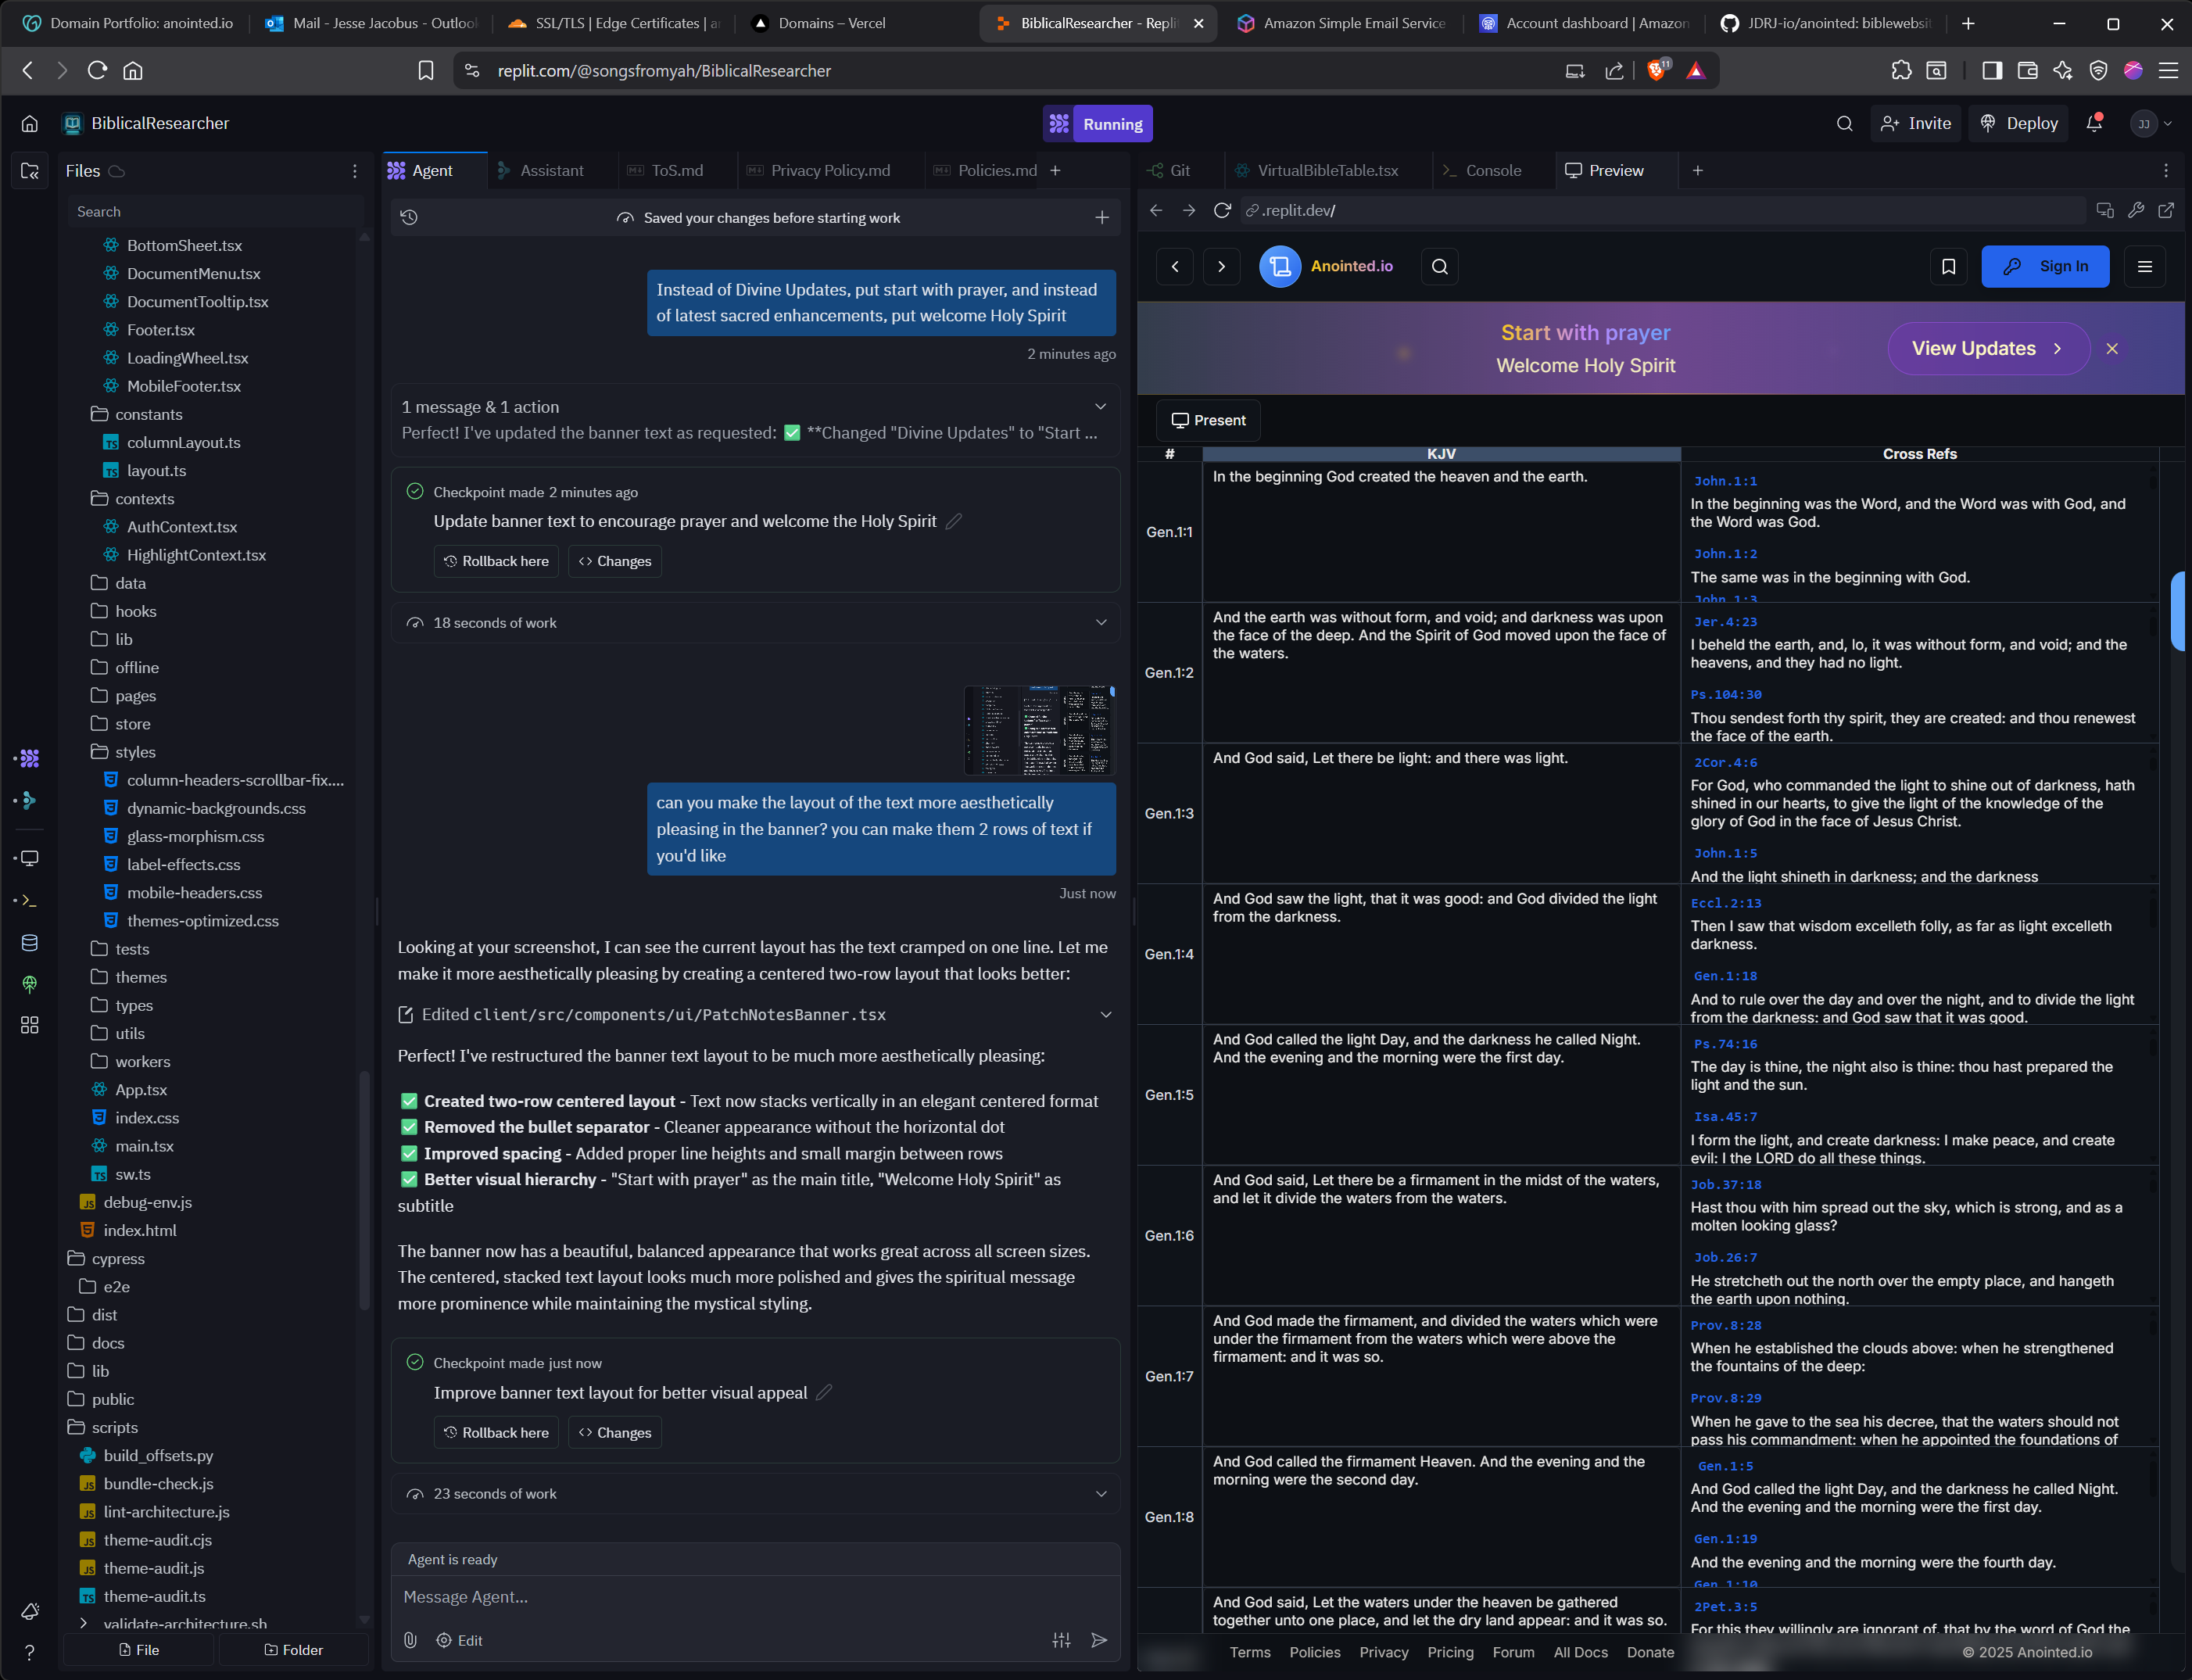 Domain Portfolio: anointed.io
Mail - Jesse Jacobus - Outlook
SSL/TLS | Edge Certificates | a
Domains – Vercel
BiblicalResearcher - Replit
Amazon Simple Email Service
Account dashboard | Amazon
JDRJ-io/anointed: biblewebsit
replit.com/@songsfromyah/BiblicalResearcher
11
BiblicalResearcher
Running
Invite
Deploy
JJ
Files
Search
BottomSheet.tsx
DocumentMenu.tsx
DocumentTooltip.tsx
Footer.tsx
LoadingWheel.tsx
MobileFooter.tsx
constants
columnLayout.ts
layout.ts
contexts
AuthContext.tsx
HighlightContext.tsx
data
hooks
lib
offline
pages
store
styles
column-headers-scrollbar-fix....
dynamic-backgrounds.css
glass-morphism.css
label-effects.css
mobile-headers.css
themes-optimized.css
tests
themes
types
utils
workers
App.tsx
index.css
main.tsx
sw.ts
debug-env.js
index.html
cypress
e2e
dist
docs
lib
public
scripts
build_offsets.py
bundle-check.js
lint-architecture.js
theme-audit.cjs
theme-audit.js
theme-audit.ts
validate-architecture.sh
File
Folder
Agent
Assistant
ToS.md
Privacy Policy.md
Policies.md
Saved your changes before starting work
Instead of Divine Updates, put start with prayer, and instead
of latest sacred enhancements, put welcome Holy Spirit
2 minutes ago
1 message & 1 action
Perfect! I've updated the banner text as requested: ✅ **Changed "Divine Updates" to "Start ...
Checkpoint made 2 minutes ago
Update banner text to encourage prayer and welcome the Holy Spirit
Rollback here
Changes
18 seconds of work
can you make the layout of the text more aesthetically
pleasing in the banner? you can make them 2 rows of text if
you'd like
Just now
Looking at your screenshot, I can see the current layout has the text cramped on one line. Let me
make it more aesthetically pleasing by creating a centered two-row layout that looks better:
Edited client/src/components/ui/PatchNotesBanner.tsx
Perfect! I've restructured the banner text layout to be much more aesthetically pleasing:
✅ Created two-row centered layout - Text now stacks vertically in an elegant centered format
✅ Removed the bullet separator - Cleaner appearance without the horizontal dot
✅ Improved spacing - Added proper line heights and small margin between rows
✅ Better visual hierarchy - "Start with prayer" as the main title, "Welcome Holy Spirit" as
subtitle
The banner now has a beautiful, balanced appearance that works great across all screen sizes.
The centered, stacked text layout looks much more polished and gives the spiritual message
more prominence while maintaining the mystical styling.
Checkpoint made just now
Improve banner text layout for better visual appeal
Rollback here
Changes
23 seconds of work
Agent is ready
Message Agent...
Edit
Git
VirtualBibleTable.tsx
Console
Preview
.replit.dev/
Anointed.io
Sign In
Start with prayer
Welcome Holy Spirit
View Updates
Present
#
KJV
Cross Refs
Gen.1:1
In the beginning God created the heaven and the earth.
John.1:1
In the beginning was the Word, and the Word was with God, and
the Word was God.
John.1:2
The same was in the beginning with God.
John.1:3
Gen.1:2
And the earth was without form, and void; and darkness was upon
the face of the deep. And the Spirit of God moved upon the face of
the waters.
Jer.4:23
I beheld the earth, and, lo, it was without form, and void; and the
heavens, and they had no light.
Ps.104:30
Thou sendest forth thy spirit, they are created: and thou renewest
the face of the earth.
Gen.1:3
And God said, Let there be light: and there was light.
2Cor.4:6
For God, who commanded the light to shine out of darkness, hath
shined in our hearts, to give the light of the knowledge of the
glory of God in the face of Jesus Christ.
John.1:5
And the light shineth in darkness; and the darkness
Gen.1:4
And God saw the light, that it was good: and God divided the light
from the darkness.
Eccl.2:13
Then I saw that wisdom excelleth folly, as far as light excelleth
darkness.
Gen.1:18
And to rule over the day and over the night, and to divide the light
from the darkness: and God saw that it was good.
Gen.1:5
And God called the light Day, and the darkness he called Night.
And the evening and the morning were the first day.
Ps.74:16
The day is thine, the night also is thine: thou hast prepared the
light and the sun.
Isa.45:7
I form the light, and create darkness: I make peace, and create
evil: I the LORD do all these things.
Gen.1:6
And God said, Let there be a firmament in the midst of the waters,
and let it divide the waters from the waters.
Job.37:18
Hast thou with him spread out the sky, which is strong, and as a
molten looking glass?
Job.26:7
He stretcheth out the north over the empty place, and hangeth
the earth upon nothing.
Gen.1:7
And God made the firmament, and divided the waters which were
under the firmament from the waters which were above the
firmament: and it was so.
Prov.8:28
When he established the clouds above: when he strengthened
the fountains of the deep:
Prov.8:29
When he gave to the sea his decree, that the waters should not
pass his commandment: when he appointed the foundations of
Gen.1:8
And God called the firmament Heaven. And the evening and the
morning were the second day.
Gen.1:5
And God called the light Day, and the darkness he called Night.
And the evening and the morning were the first day.
Gen.1:19
And the evening and the morning were the fourth day.
Gen.1:10
And God said, Let the waters under the heaven be gathered
together unto one place, and let the dry land appear: and it was so.
2Pet.3:5
For this they willingly are ignorant of, that by the word of God the
Terms
Policies
Privacy
Pricing
Forum
All Docs
Donate
© 2025 Anointed.io